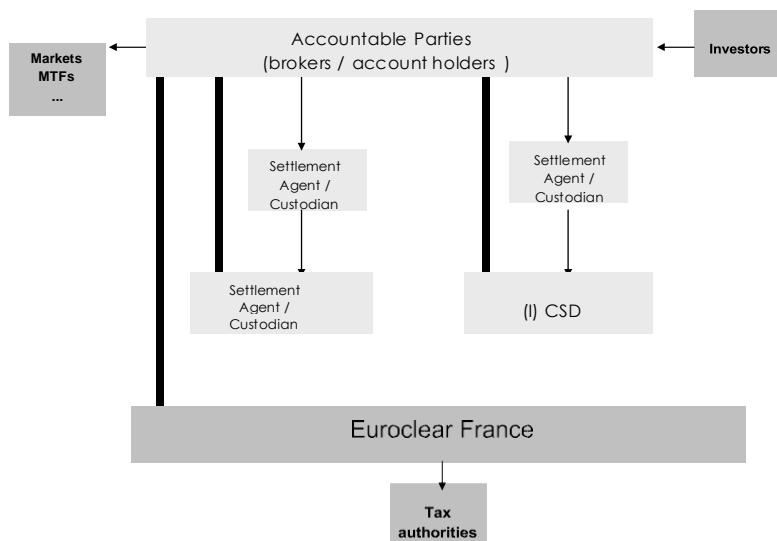 Accountable Parties
(brokers / account holders )
Markets
MTFs
...
Investors
Settlement
Agent /
Custodian
Settlement
Agent /
Custodian
Settlement
Agent /
Custodian
(I) CSD
Euroclear France
Tax
authorities